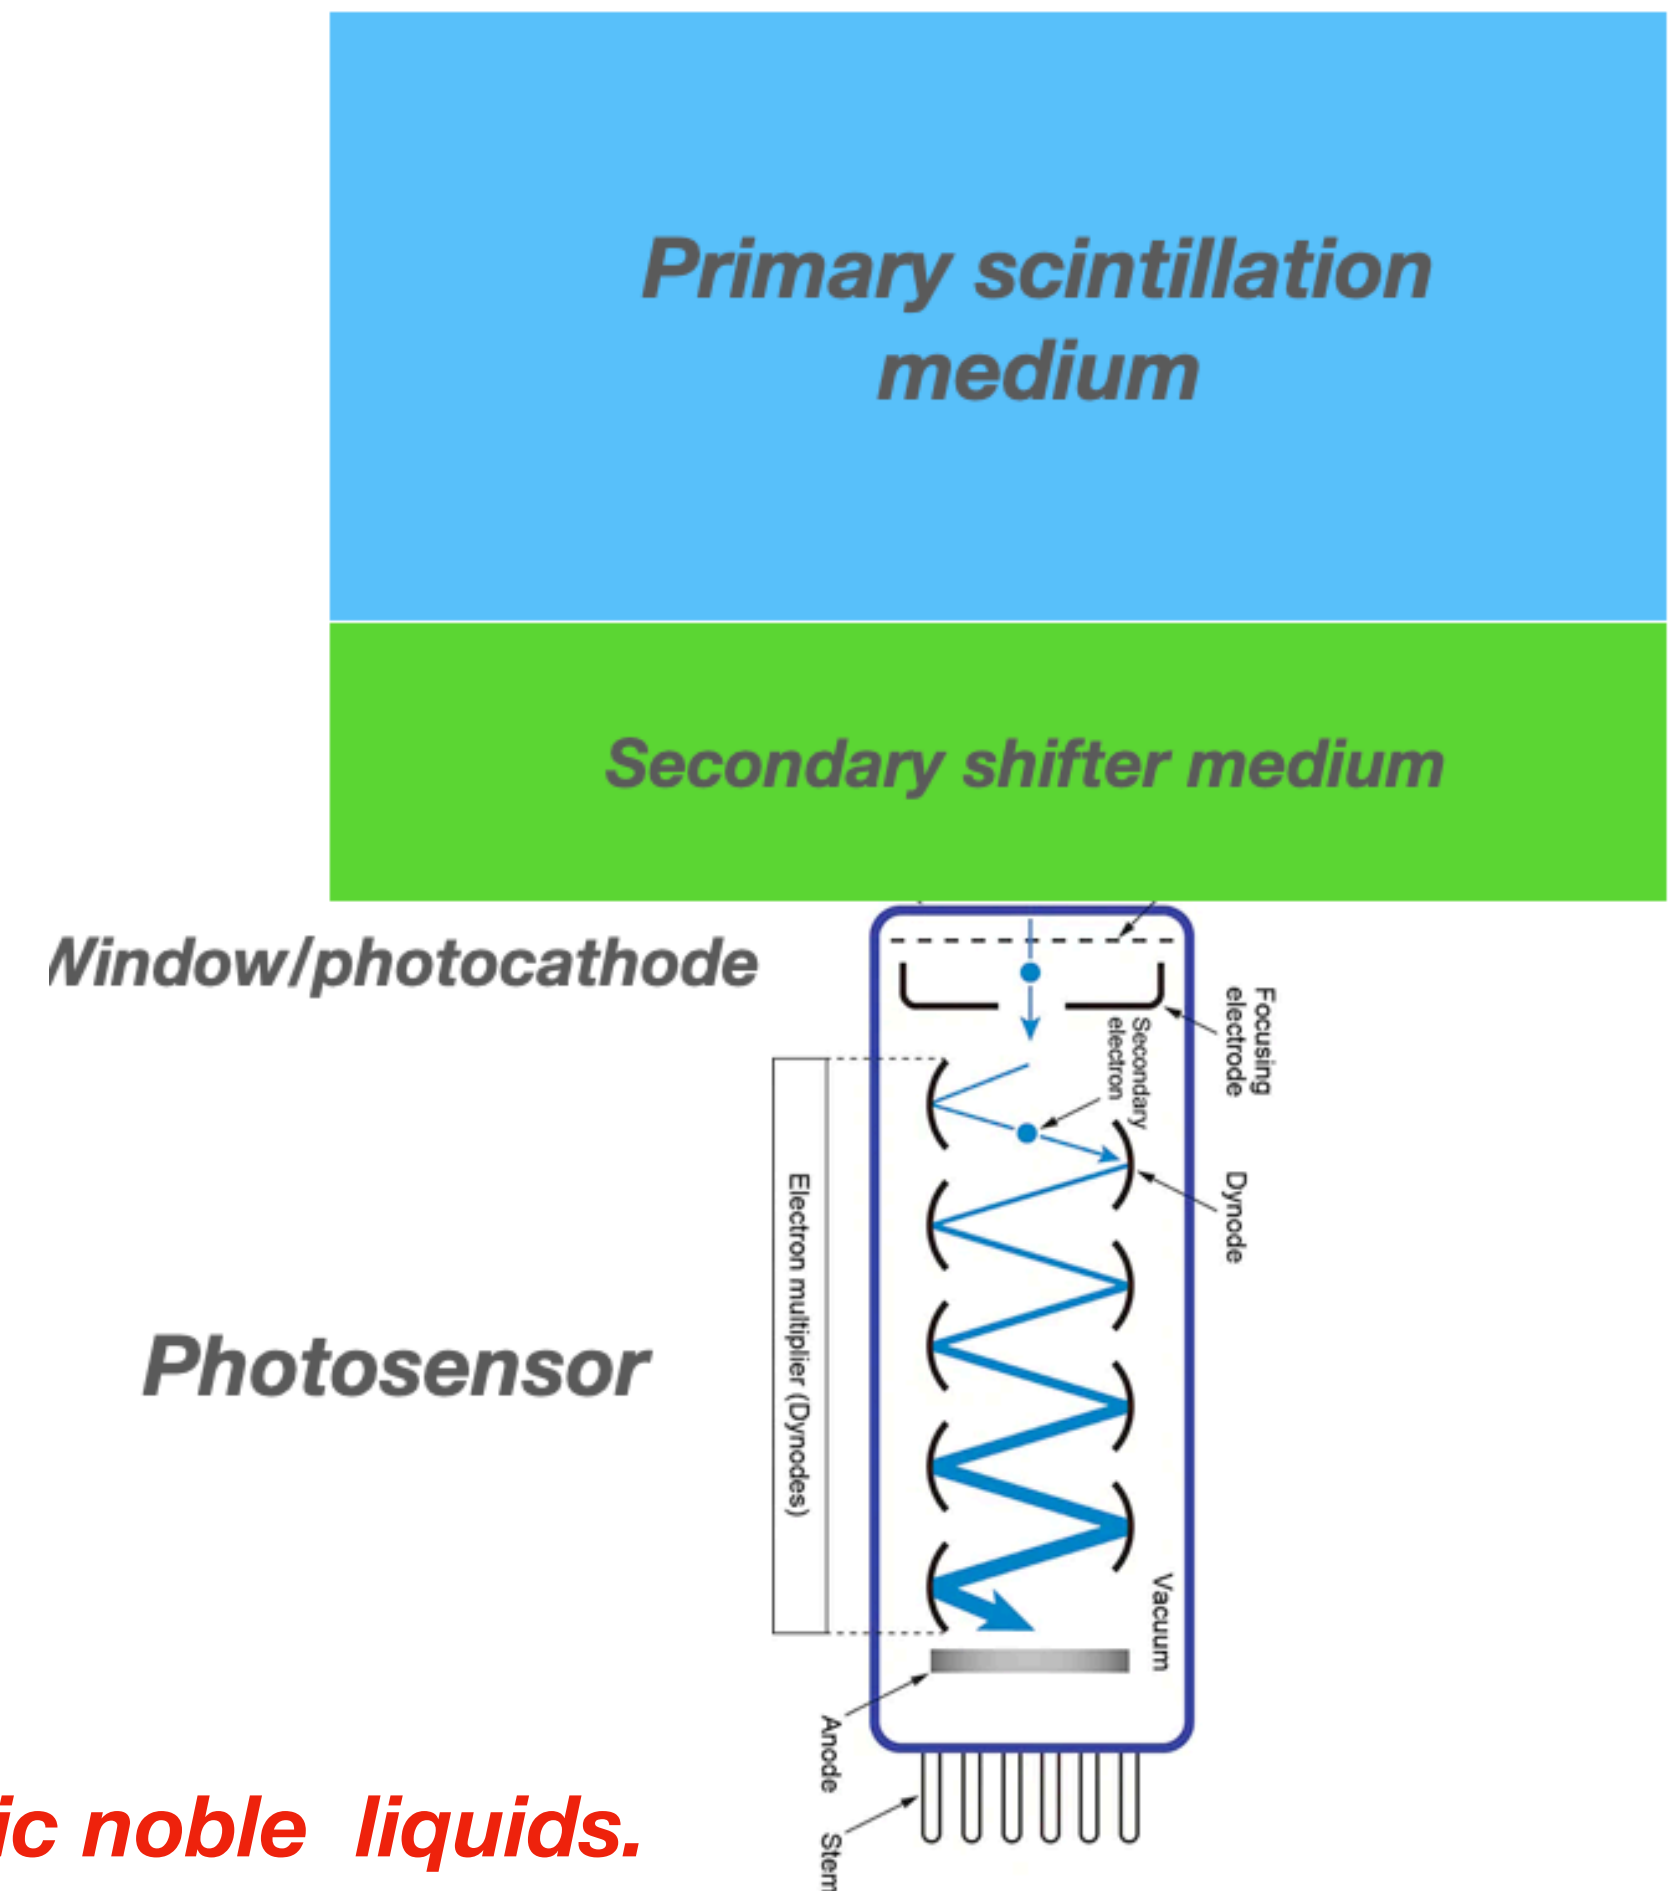 Primary scintillation
medium
Secondary shifter medium
Window/photocathode
Focusing
electrode
Secondary
electron
Dynode
Electron multiplier (Dynodes)
Photosensor
Vacuum
Anode
Stem
ic noble liquids.